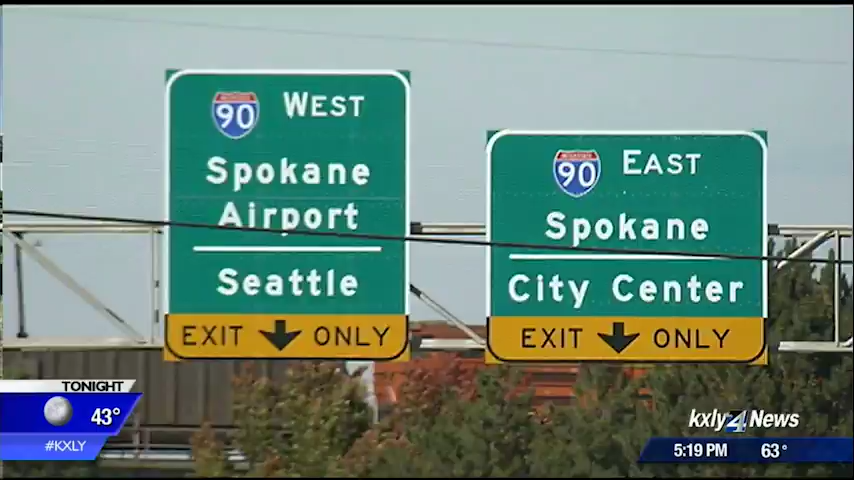 90 WEST
Spokane
Airport
Seattle
EXIT ONLY
90 EAST
Spokane
City Center
EXIT ONLY
TONIGHT
43°
#KXLY
kxly4 News
5:19 PM 63°